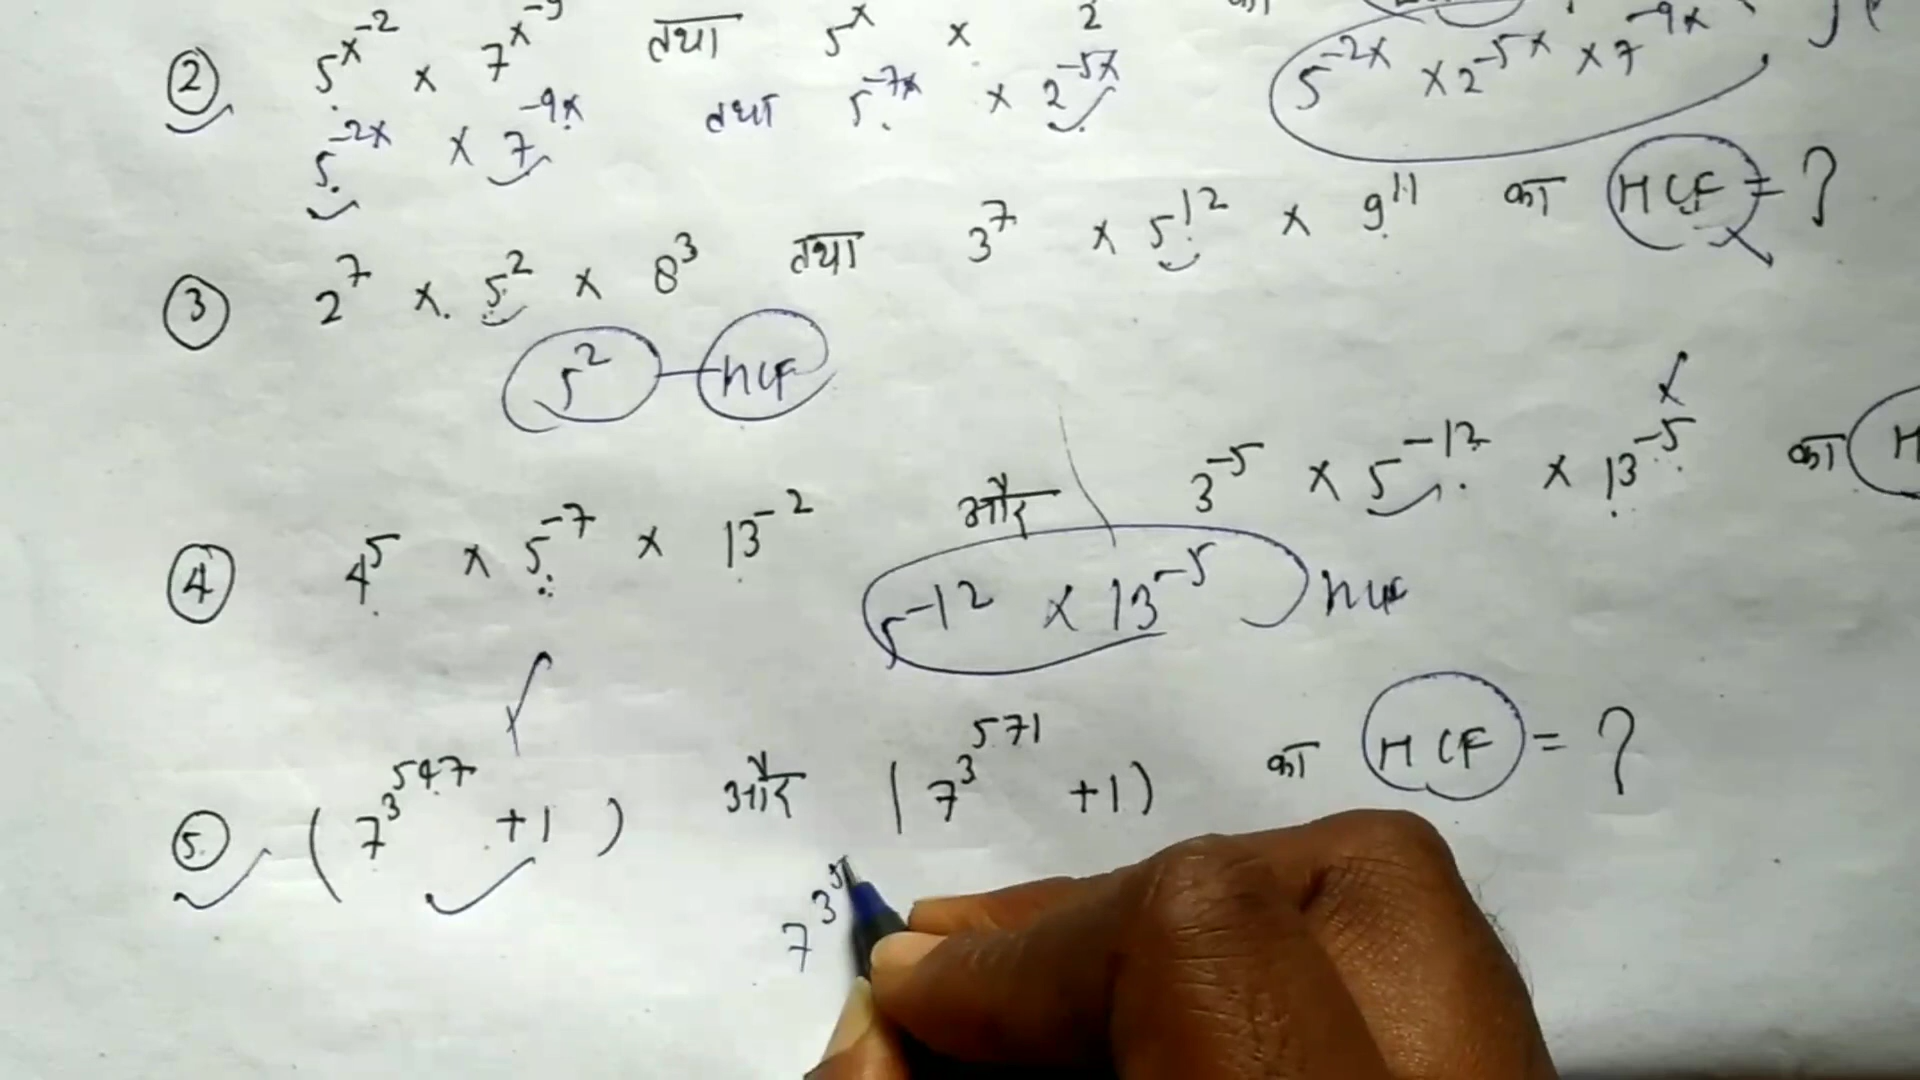 ② 5^x^-2 × 7^x^-9 तथा 5^x × 2 का
5^-2x × 7^-9x तथा 5^-7x × 2^-5x 5^-2x × 2^-5x × 7^-9x
③ 2^7 × 5^2 × 8^3 तथा 3^7 × 5^12 × 9^11 का HCF = ?
5^2 HCF
④ 4^5 × 5^-7 × 13^-2 और 3^-5 × 5^-12 × 13^-5 का H
5^-12 × 13^-5 HCF
⑤ (7^3^547 +1) और (7^3^571 +1) का HCF = ?
7^3^5